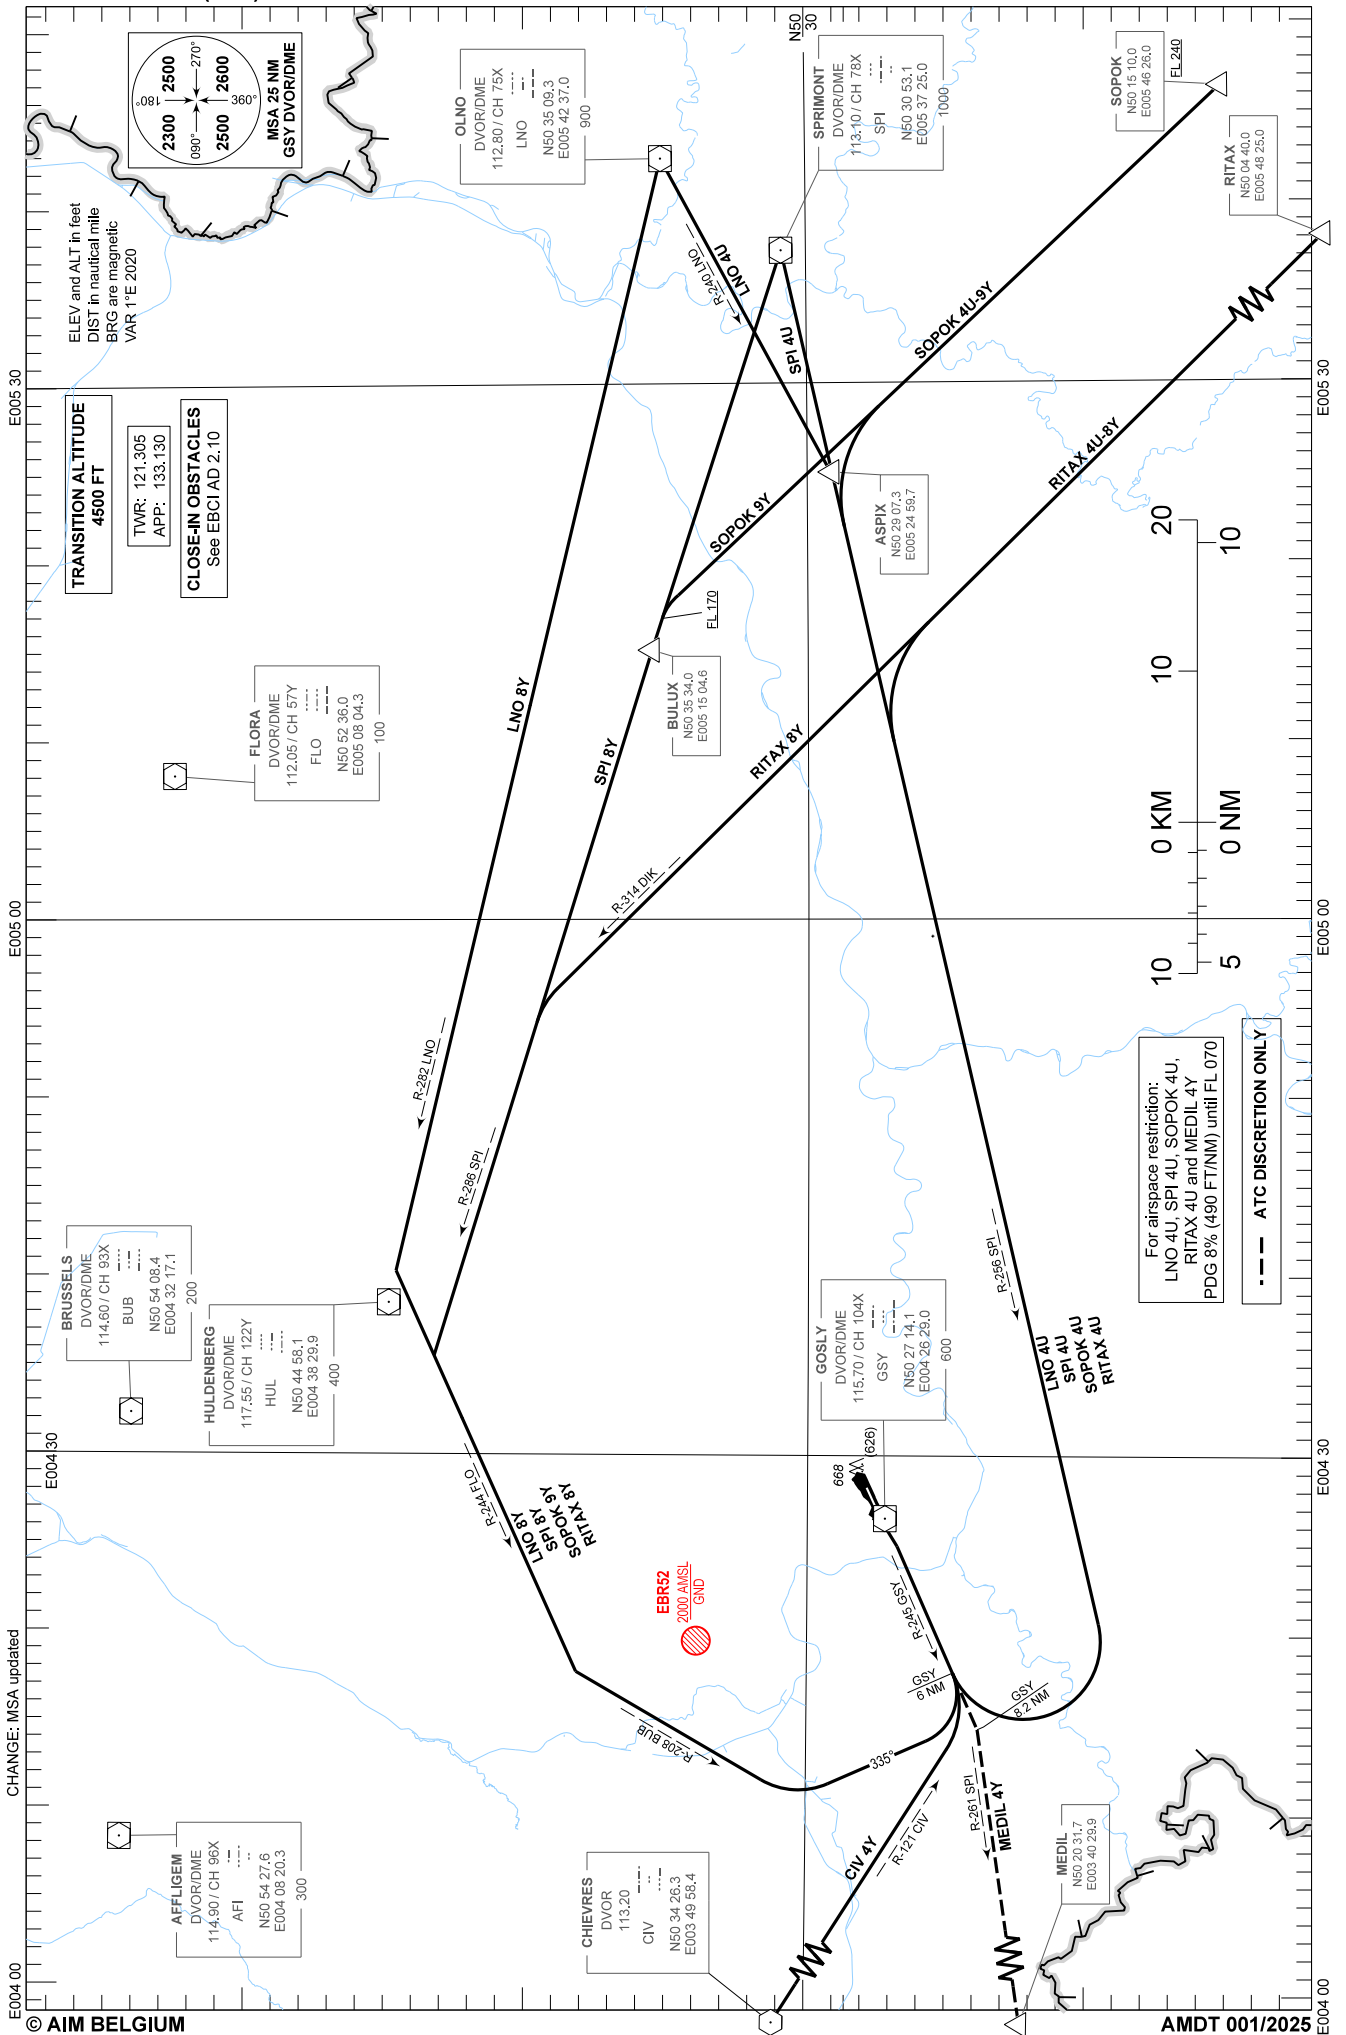 CHANGE: MSA updated
© AIM BELGIUM
AMDT 001/2025
E004 00
E004 30
E005 00
E005 30
E004 00
E004 30
E005 00
E005 30
N50
30
2300
2500
2500
2600
180°
270°
090°
360°
MSA 25 NM
GSY DVOR/DME
ELEV and ALT in feet
DIST in nautical mile
BRG are magnetic
VAR 1°E 2020
TRANSITION ALTITUDE
4500 FT
TWR: 121.305
APP: 133.130
CLOSE-IN OBSTACLES
See EBCI AD 2.10
AFFLIGEM
DVOR/DME
114.90 / CH 96X
AFI
N50 54 27.6
E004 08 20.3
300
BRUSSELS
DVOR/DME
114.60 / CH 93X
BUB
N50 54 08.4
E004 32 17.1
200
HULDENBERG
DVOR/DME
117.55 / CH 122Y
HUL
N50 44 58.1
E004 38 29.9
400
FLORA
DVOR/DME
112.05 / CH 57Y
FLO
N50 52 36.0
E005 08 04.3
100
OLNO
DVOR/DME
112.80 / CH 75X
LNO
N50 35 09.3
E005 42 37.0
900
SPRIMONT
DVOR/DME
113.10 / CH 78X
SPI
N50 30 53.1
E005 37 25.0
1000
SOPOK
N50 15 10.0
E005 46 26.0
FL 240
RITAX
N50 04 40.0
E005 48 25.0
ASPIX
N50 29 07.3
E005 24 59.7
BULUX
N50 35 34.0
E005 15 04.6
FL 170
CHIEVRES
DVOR
113.20
CIV
N50 34 26.3
E003 49 58.4
GOSLY
DVOR/DME
115.70 / CH 104X
GSY
N50 27 14.1
E004 26 29.0
600
MEDIL
N50 20 31.7
E003 40 29.9
EBR52
2000 AMSL
GND
668
(626)
LNO 8Y
SPI 8Y
RITAX 8Y
SOPOK 9Y
SOPOK 4U-9Y
RITAX 4U-8Y
LNO 4U
SPI 4U
R-240 LNO
R-282 LNO
R-286 SPI
R-314 DIK
R-256 SPI
R-244 FLO
R-208 BUB
R-245 GSY
R-121 CIV
R-261 SPI
335°
CIV 4Y
MEDIL 4Y
GSY
6 NM
GSY
8.2 NM
LNO 8Y
SPI 8Y
SOPOK 9Y
RITAX 8Y
LNO 4U
SPI 4U
SOPOK 4U
RITAX 4U
10
0 KM
10
20
5
0 NM
10
For airspace restriction:
LNO 4U, SPI 4U, SOPOK 4U,
RITAX 4U and MEDIL 4Y
PDG 8% (490 FT/NM) until FL 070
ATC DISCRETION ONLY